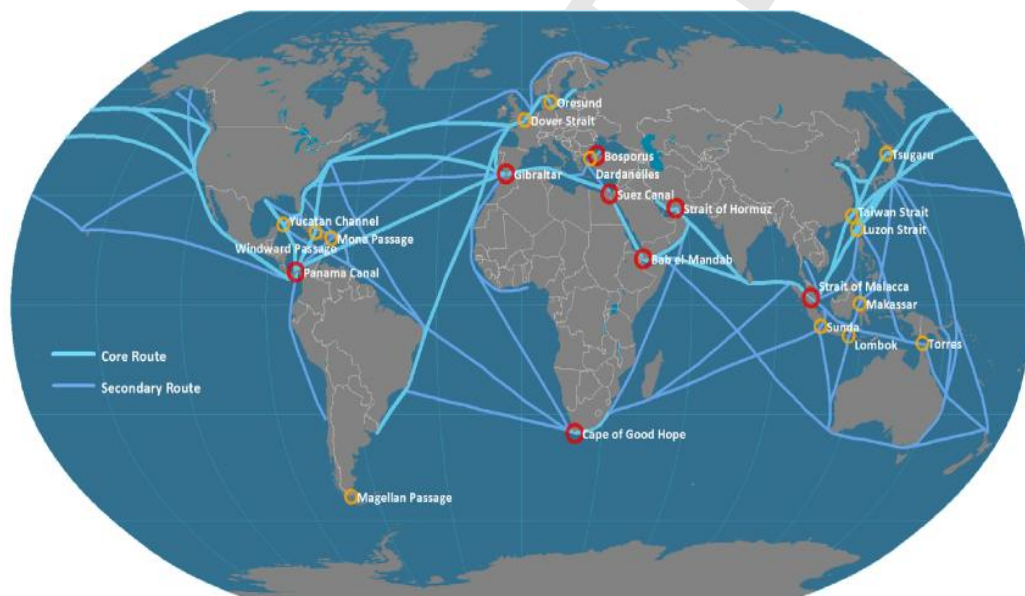 Oresund
Dover Strait
Bosporus
Tsugaru
Dardanelles
Gibraltar
Suez Canal
Strait of Hormuz
Taiwan Strait
Yucatan Channel
Luzon Strait
Mona Passage
Windward Passage
Bab el-Mandab
Panama Canal
Strait of Malacca
Makassar
Sunda
Lombok
Torres
Core Route
Secondary Route
Cape of Good Hope
Magellan Passage